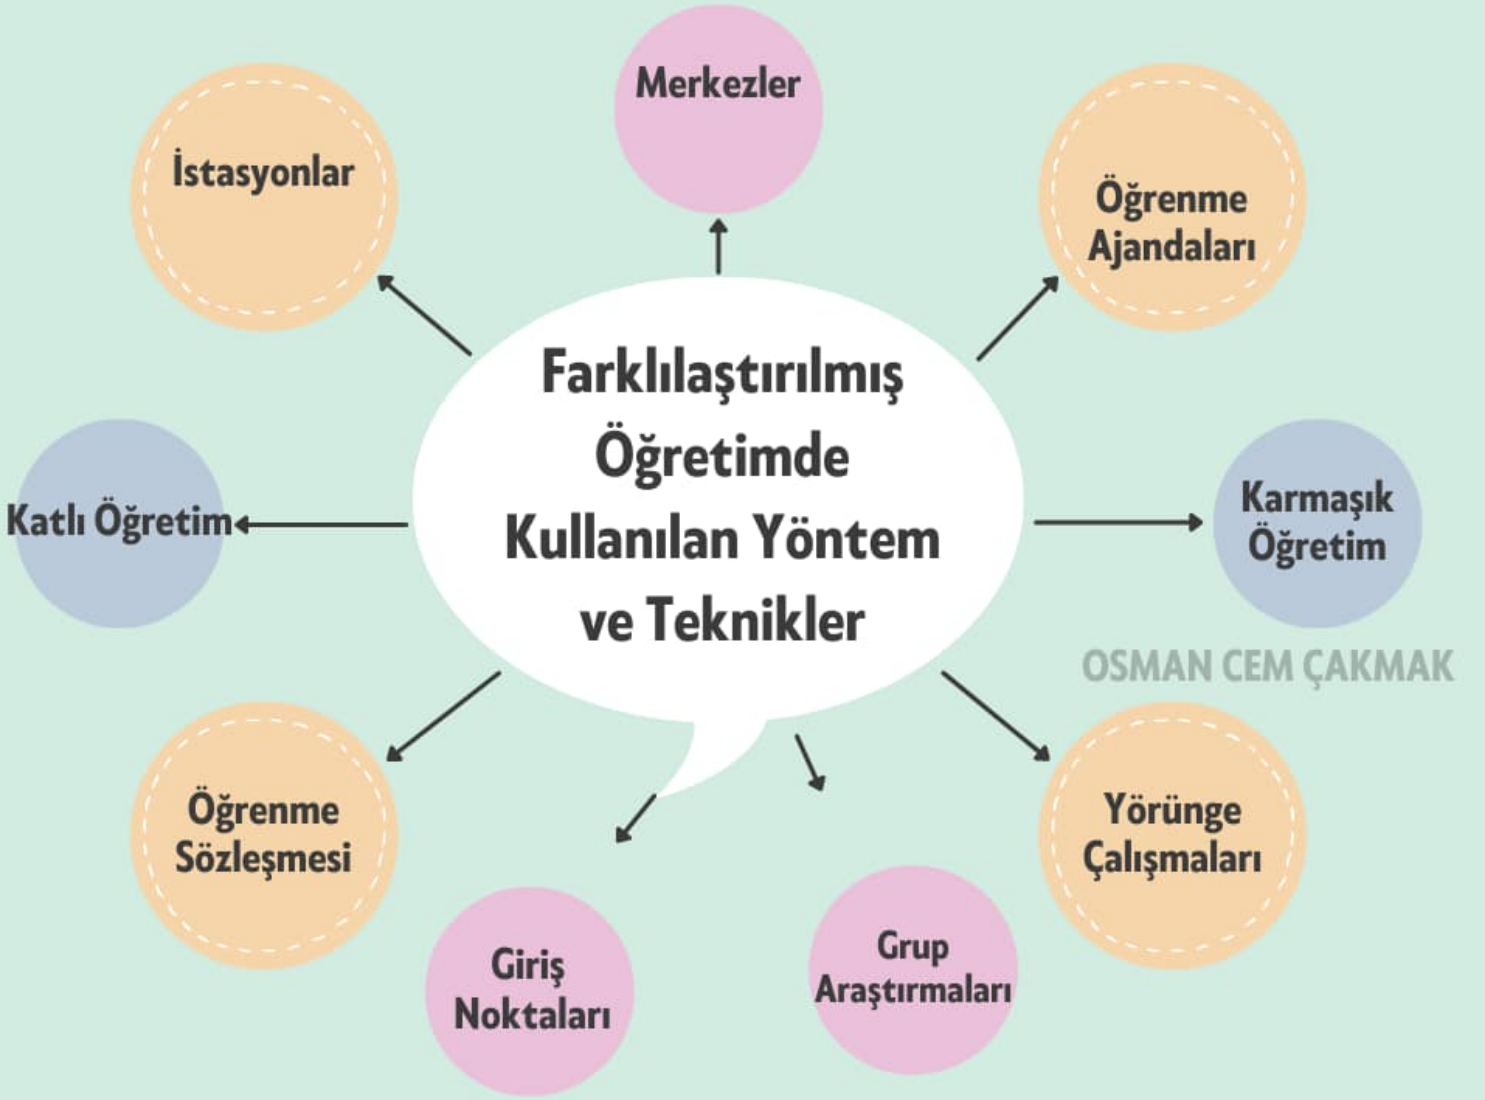 Merkezler
İstasyonlar
Öğrenme
Ajandaları
Farklılaştırılmış
Öğretimde
Kullanılan Yöntem
ve Teknikler
Katlı Öğretim
Karmaşık
Öğretim
OSMAN CEM ÇAKMAK
Öğrenme
Sözleşmesi
Yörünge
Çalışmaları
Giriş
Noktaları
Grup
Araştırmaları